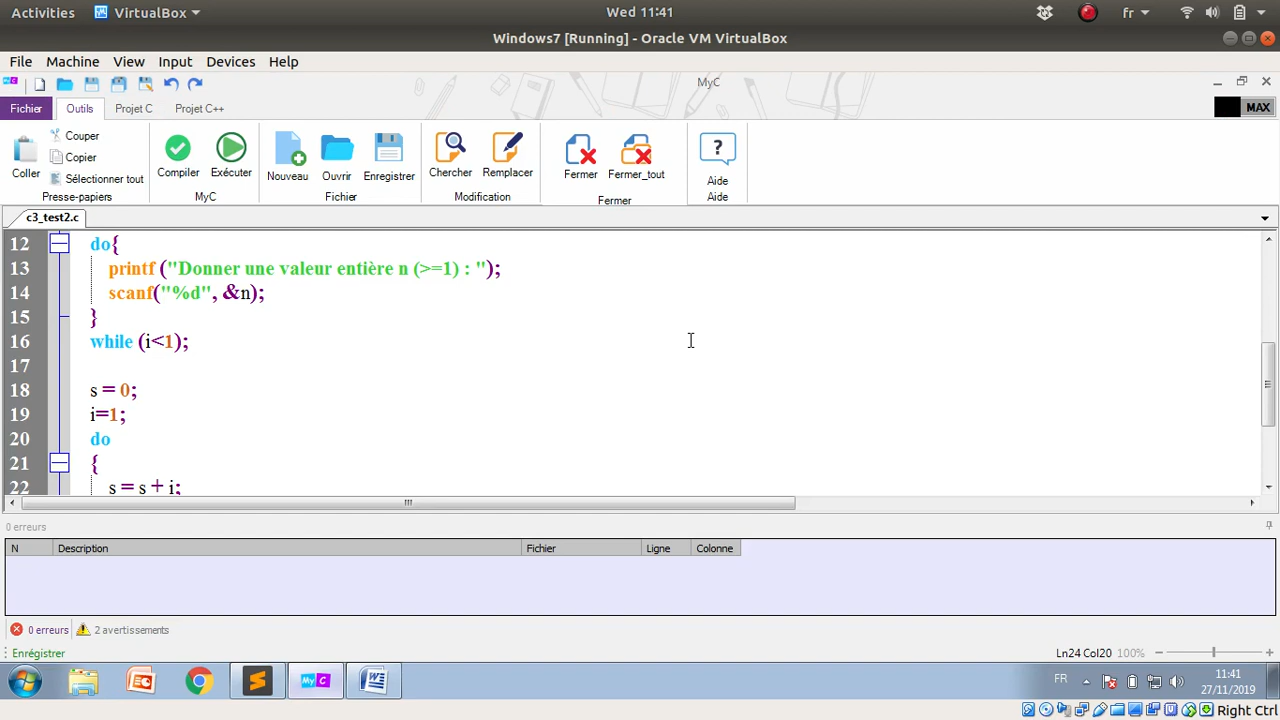 Activities VirtualBox Wed 11:41 fr
Windows7 [Running] - Oracle VM VirtualBox
File Machine View Input Devices Help
MyC
Fichier Outils Projet C Projet C++ MAX
Coller Couper Copier Sélectionner tout Compiler Exécuter Nouveau Ouvrir Enregistrer Chercher Remplacer Fermer Fermer_tout ? Aide
Presse-papiers MyC Fichier Modification Fermer Aide
c3_test2.c
12 do{
13 printf ("Donner une valeur entière n (>=1) : ");
14 scanf("%d", &n);
15 }
16 while (i<1);
17
18 s = 0;
19 i=1;
20 do
21 {
22 s = s + i;
0 erreurs
N Description Fichier Ligne Colonne
0 erreurs 2 avertissements
Enrégistrer Ln24 Col20 100%
MyC FR 11:41
27/11/2019
Right Ctrl